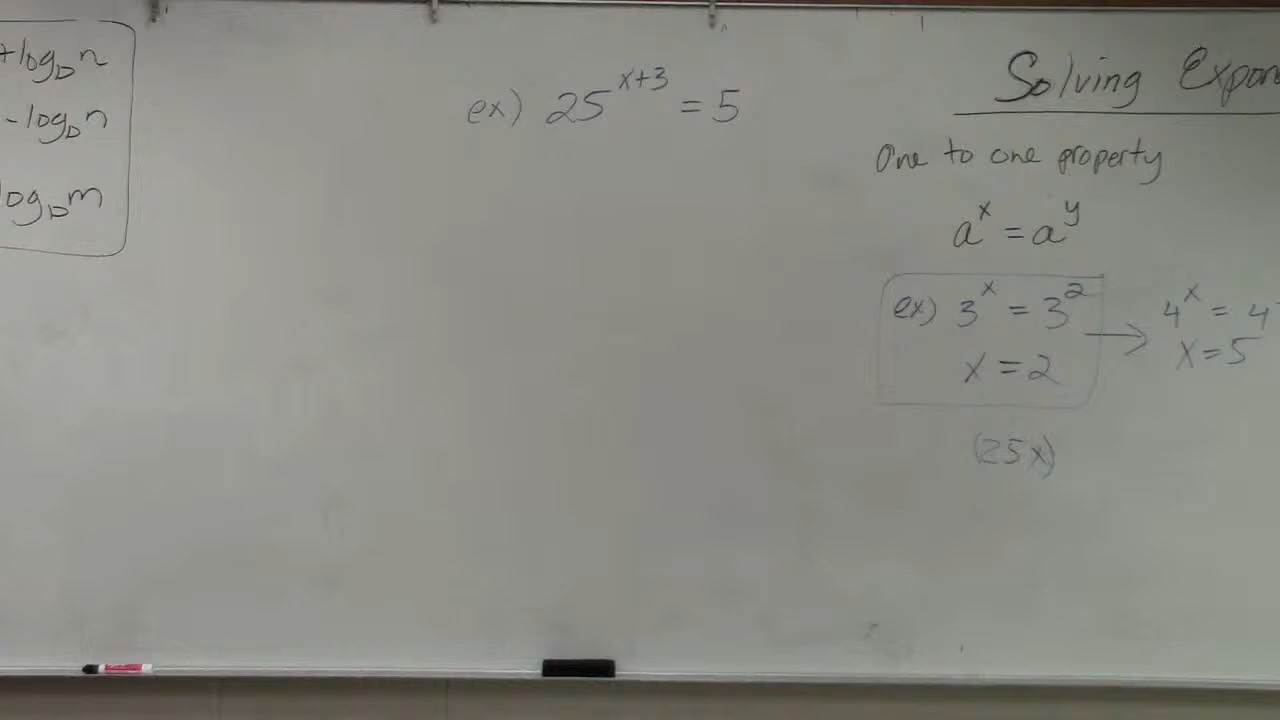 +log_b n
-log_b n
log_b m
ex) 25^(x+3) = 5
Solving
One to one property
a^x = a^y
ex) 3^x = 3^2
x = 2
4^x = 4
x = 5
(25x)